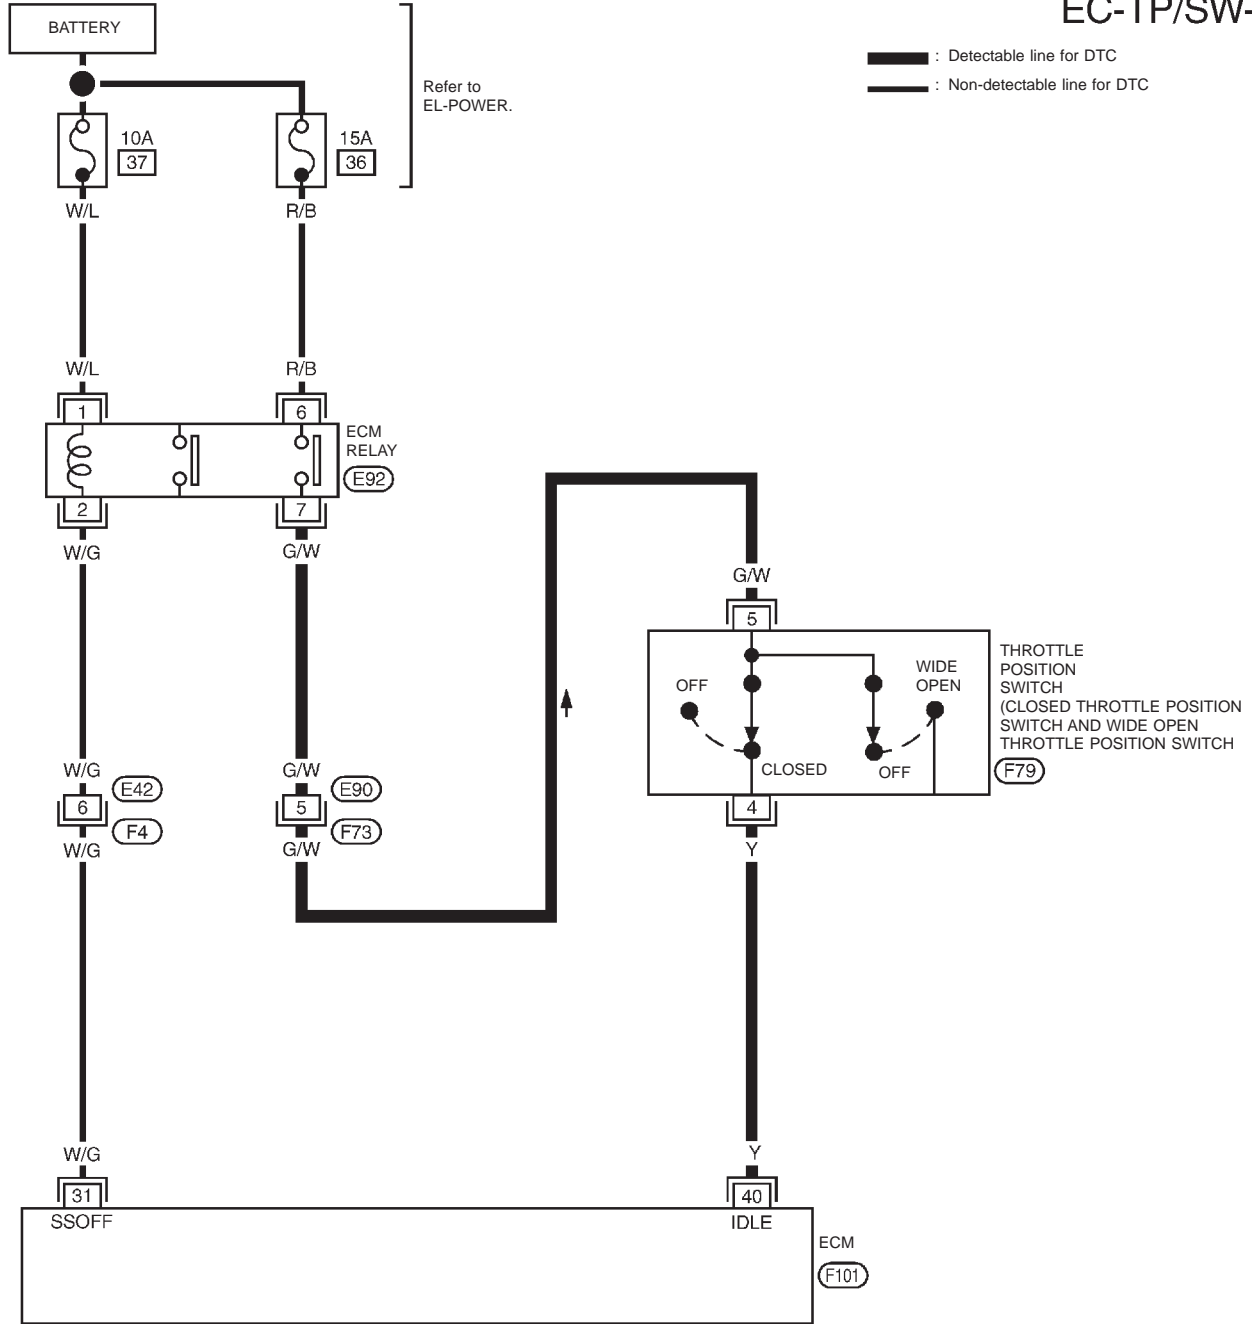 EC-TP/SW-
BATTERY
: Detectable line for DTC
: Non-detectable line for DTC
Refer to
EL-POWER.
10A
37
15A
36
W/L
R/B
W/L
R/B
1
6
ECM
RELAY
E92
2
7
W/G
G/W
G/W
5
THROTTLE
POSITION
SWITCH
(CLOSED THROTTLE POSITION
SWITCH AND WIDE OPEN
THROTTLE POSITION SWITCH
F79
OFF
WIDE
OPEN
CLOSED
OFF
W/G
G/W
E42
E90
6
5
4
F4
F73
W/G
G/W
Y
W/G
Y
31
40
SSOFF
IDLE
ECM
F101